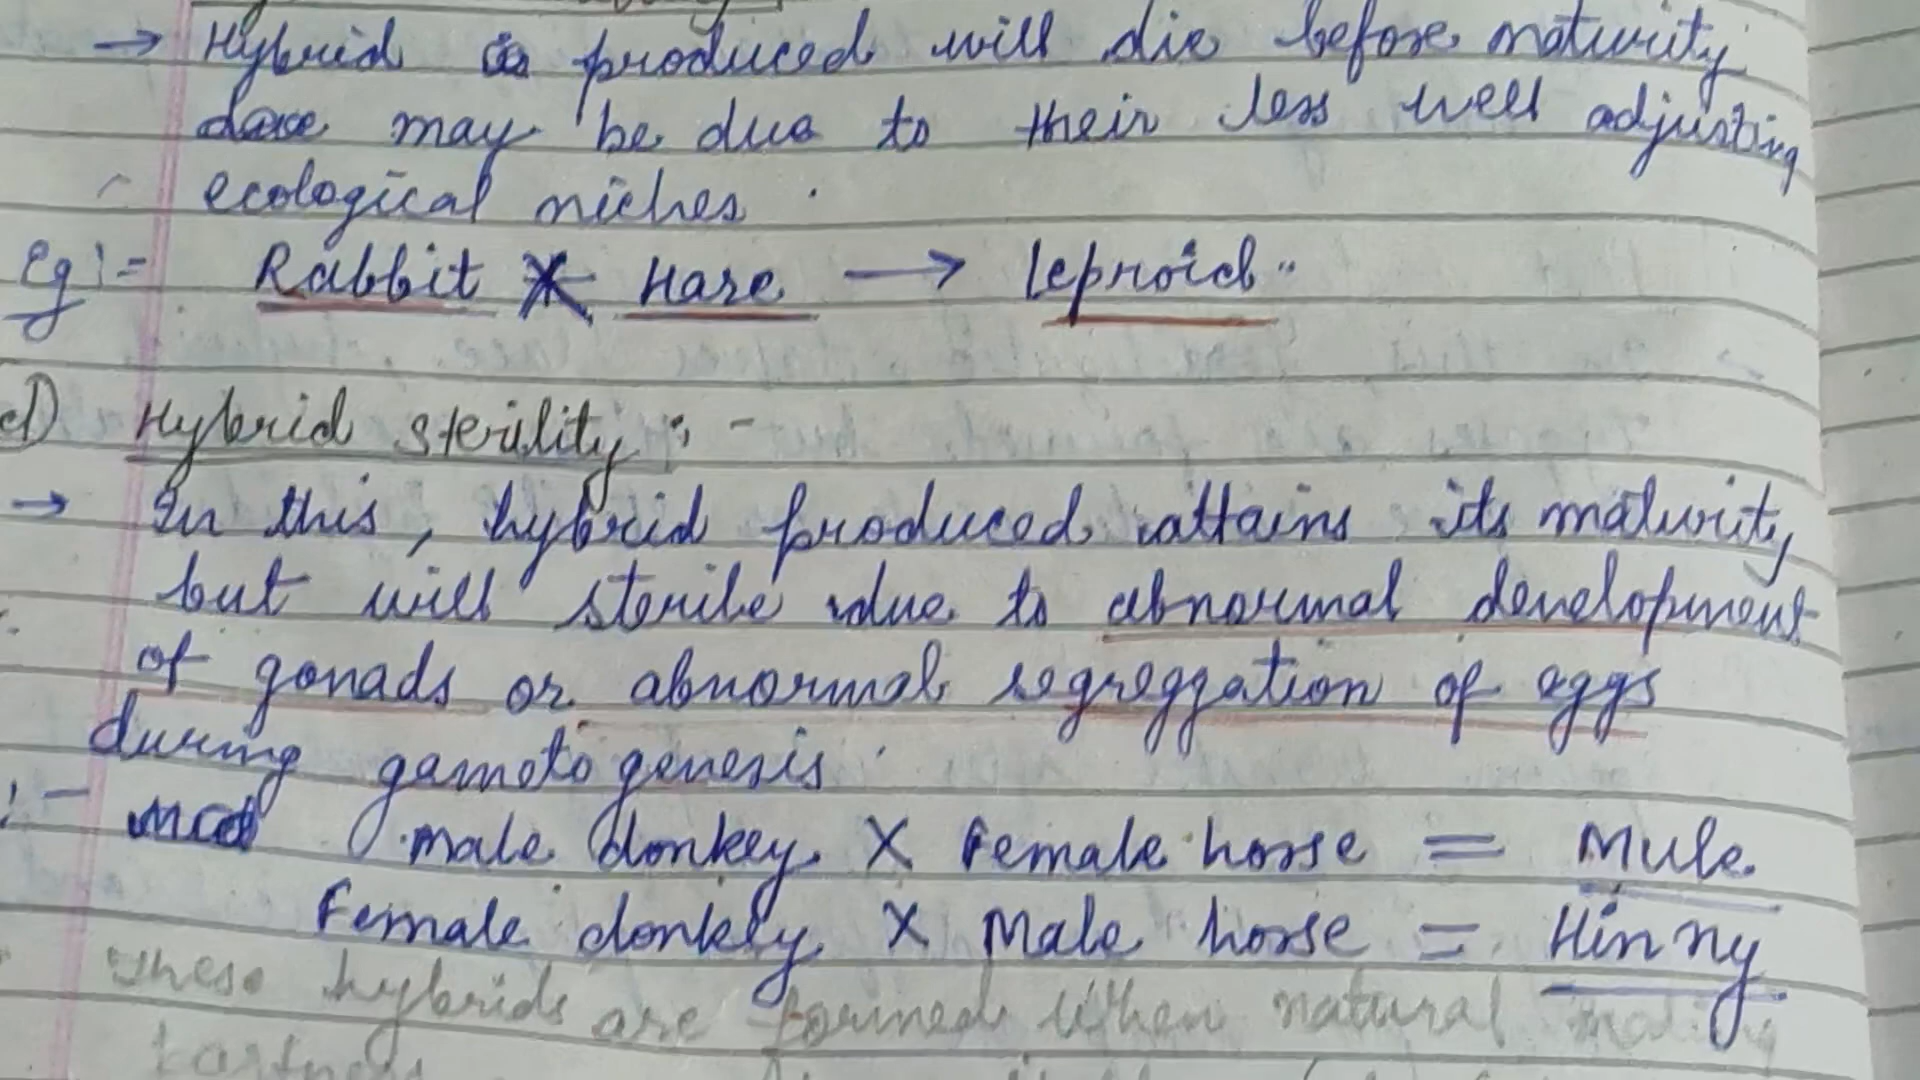 → Hybrid produced will die before maturity
may be due to their less well adjusting
ecological niches.
Eg:= Rabbit X Hare → Leproid"
d) Hybrid sterility :-
→ In this, hybrid produced attains its maturity
but will sterile due to abnormal development
of gonads or abnormal segreggation of eggs
during gametogenesis.
:- male donkey X Female horse = Mule
Female donkey X Male horse = Hinny
These hybrids are formed when natural